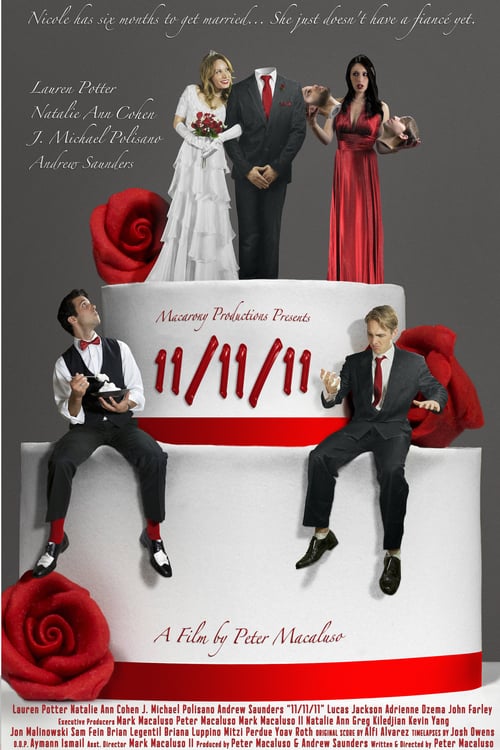 Nicole has six months to get married... She just doesn't have a fiancé yet.
Lauren Potter
Natalie Ann Cohen
J. Michael Polisano
Andrew Saunders
Macarony Productions Presents
11/11/11
A Film by Peter Macaluso
Lauren Potter Natalie Ann Cohen J. Michael Polisano Andrew Saunders "11/11/11" Lucas Jackson Adrienne Dzema John Farley
Executive Producers Mark Macaluso Peter Macaluso Mark Macaluso II Natalie Ann Greg Kiledjian Kevin Yang
Jon Malinowski Sam Fein Brian Legentil Briana Luppino Mitzi Perdue Yoav Roth ORIGINAL SCORE BY Alfi Alvarez TIMELAPSES BY Josh Owens
D.O.P. Aymann Ismail Asst. Director Mark Macaluso II Produced by Peter Macaluso & Andrew Saunders Written & Directed by Peter Macaluso